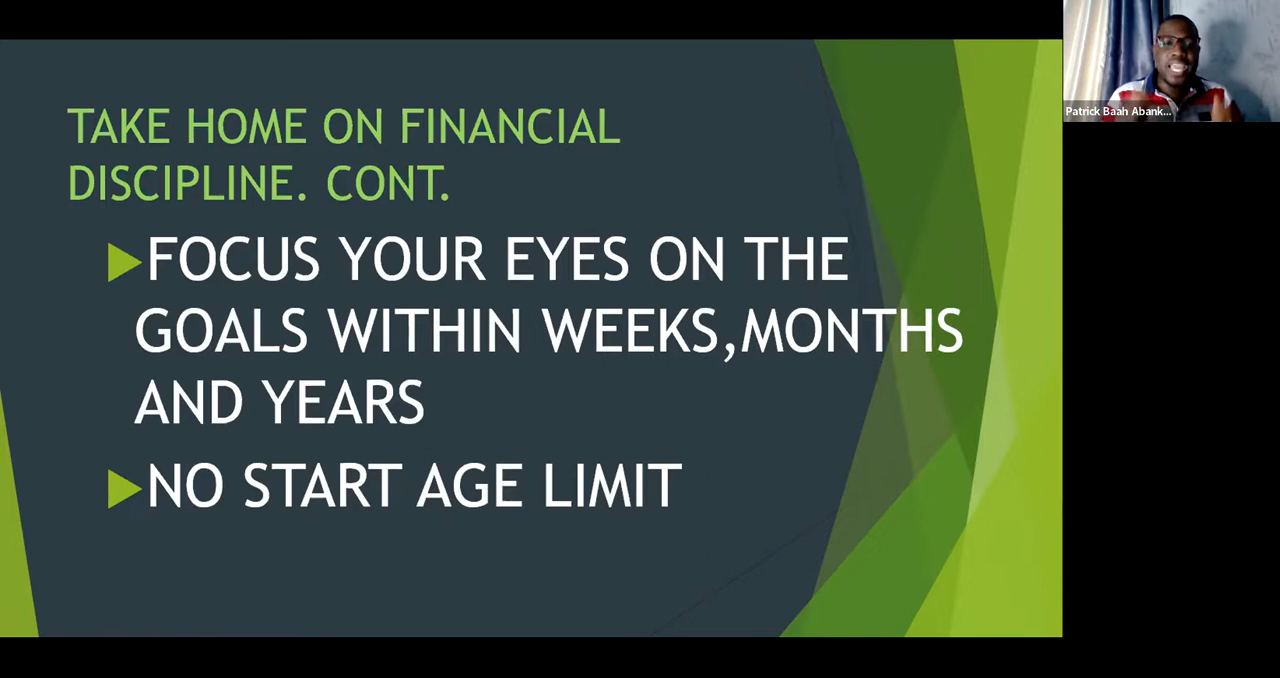 TAKE HOME ON FINANCIAL
DISCIPLINE. CONT.
FOCUS YOUR EYES ON THE
GOALS WITHIN WEEKS,MONTHS
AND YEARS
NO START AGE LIMIT
Patrick Baah Abank...